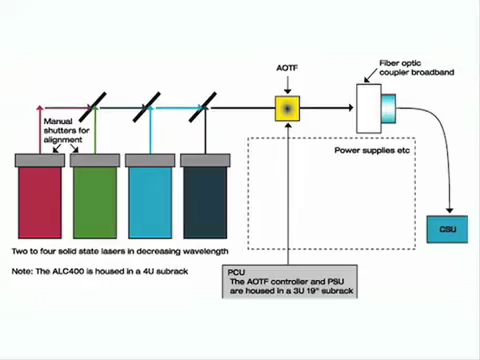 AOTF
Fiber optic
coupler broadband
Manual
shutters for
alignment
Power supplies etc
CSU
Two to four solid state lasers in decreasing wavelength
Note: The ALC400 is housed in a 4U subrack
PCU
The AOTF controller and PSU
are housed in a 3U 19" subrack